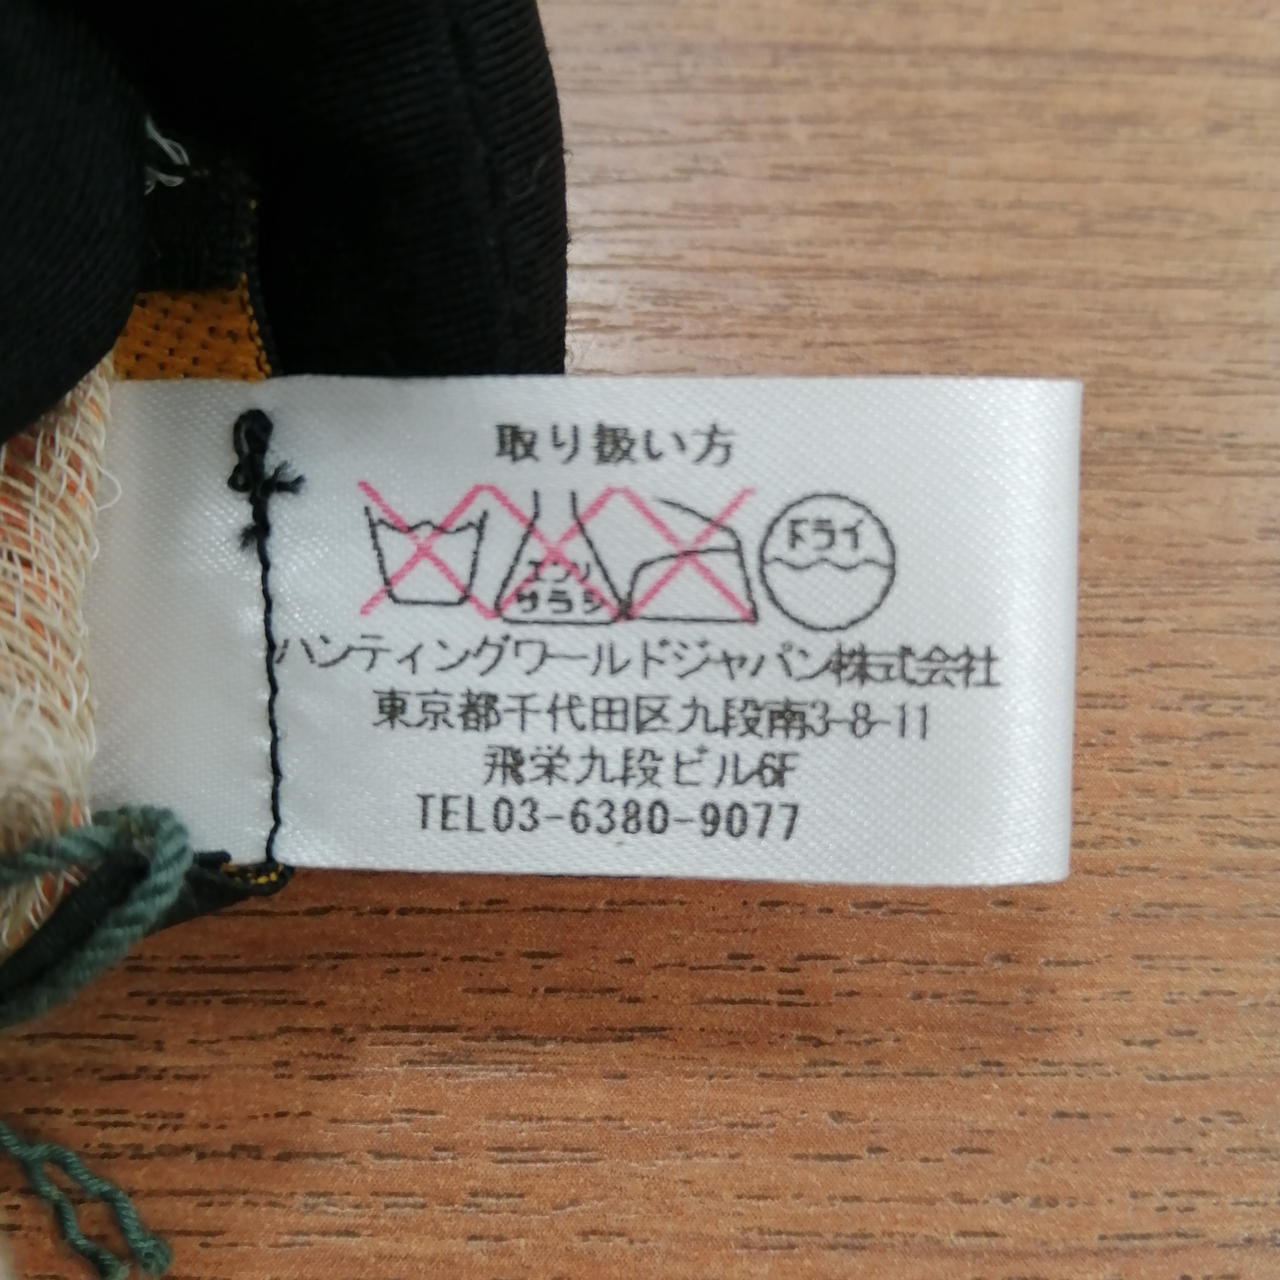 取り扱い方
エンソ
サラシ
ドライ
ハンティングワールドジャパン株式会社
東京都千代田区九段南3-8-11
飛栄九段ビル6F
TEL03-6380-9077